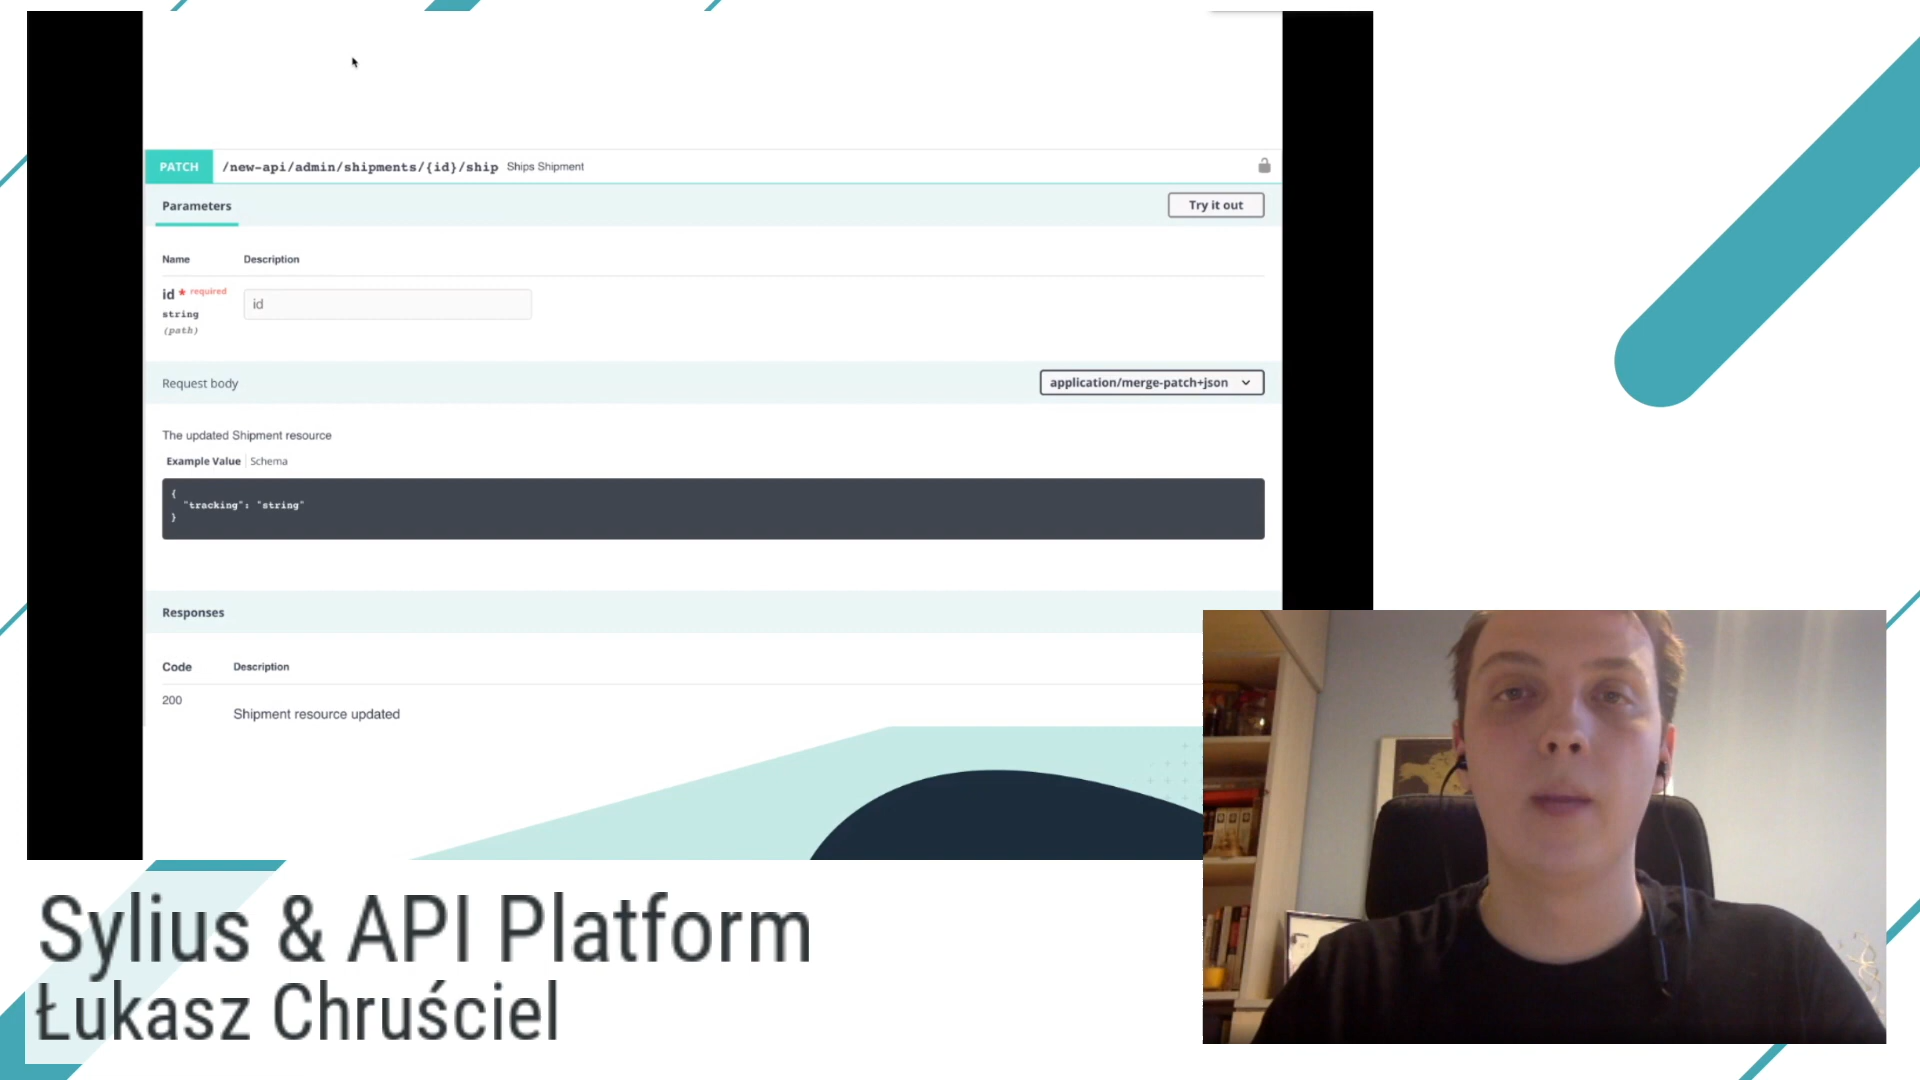 PATCH /new-api/admin/shipments/{id}/ship Ships Shipment
Parameters Try it out
Name Description
id * required id
string
(path)
Request body application/merge-patch+json
The updated Shipment resource
Example Value Schema
{
"tracking": "string"
}
Responses
Code Description
200
Shipment resource updated
Sylius & API Platform
Łukasz Chruściel